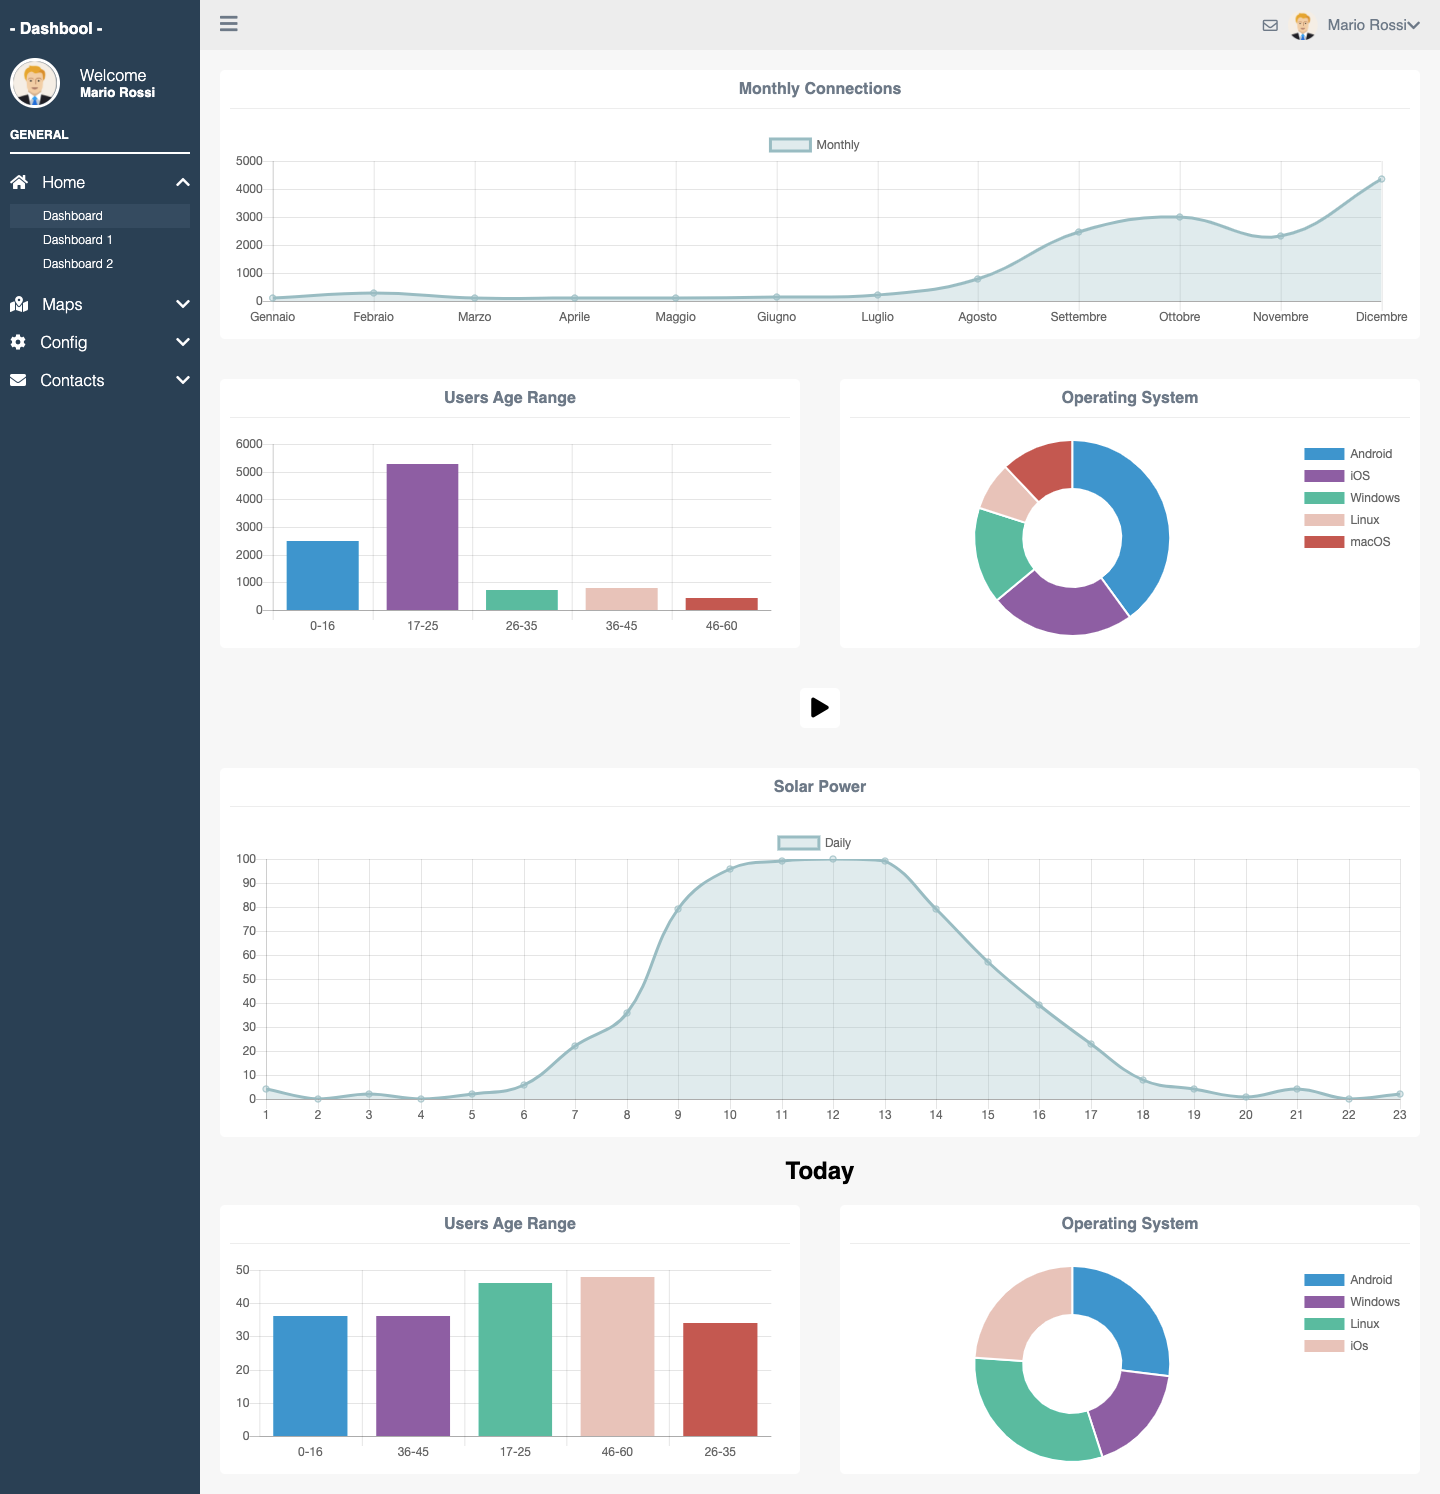 - Dashbool -
Welcome
Mario Rossi
GENERAL
Home
Dashboard
Dashboard 1
Dashboard 2
Maps
Config
Contacts
Mario Rossi
Monthly Connections
Monthly
5000
4000
3000
2000
1000
0
Gennaio Febraio Marzo Aprile Maggio Giugno Luglio Agosto Settembre Ottobre Novembre Dicembre
Users Age Range
6000
5000
4000
3000
2000
1000
0
0-16 17-25 26-35 36-45 46-60
Operating System
Android
iOS
Windows
Linux
macOS
Solar Power
Daily
100
90
80
70
60
50
40
30
20
10
0
1 2 3 4 5 6 7 8 9 10 11 12 13 14 15 16 17 18 19 20 21 22 23
Today
Users Age Range
50
40
30
20
10
0
0-16 36-45 17-25 46-60 26-35
Operating System
Android
Windows
Linux
iOs